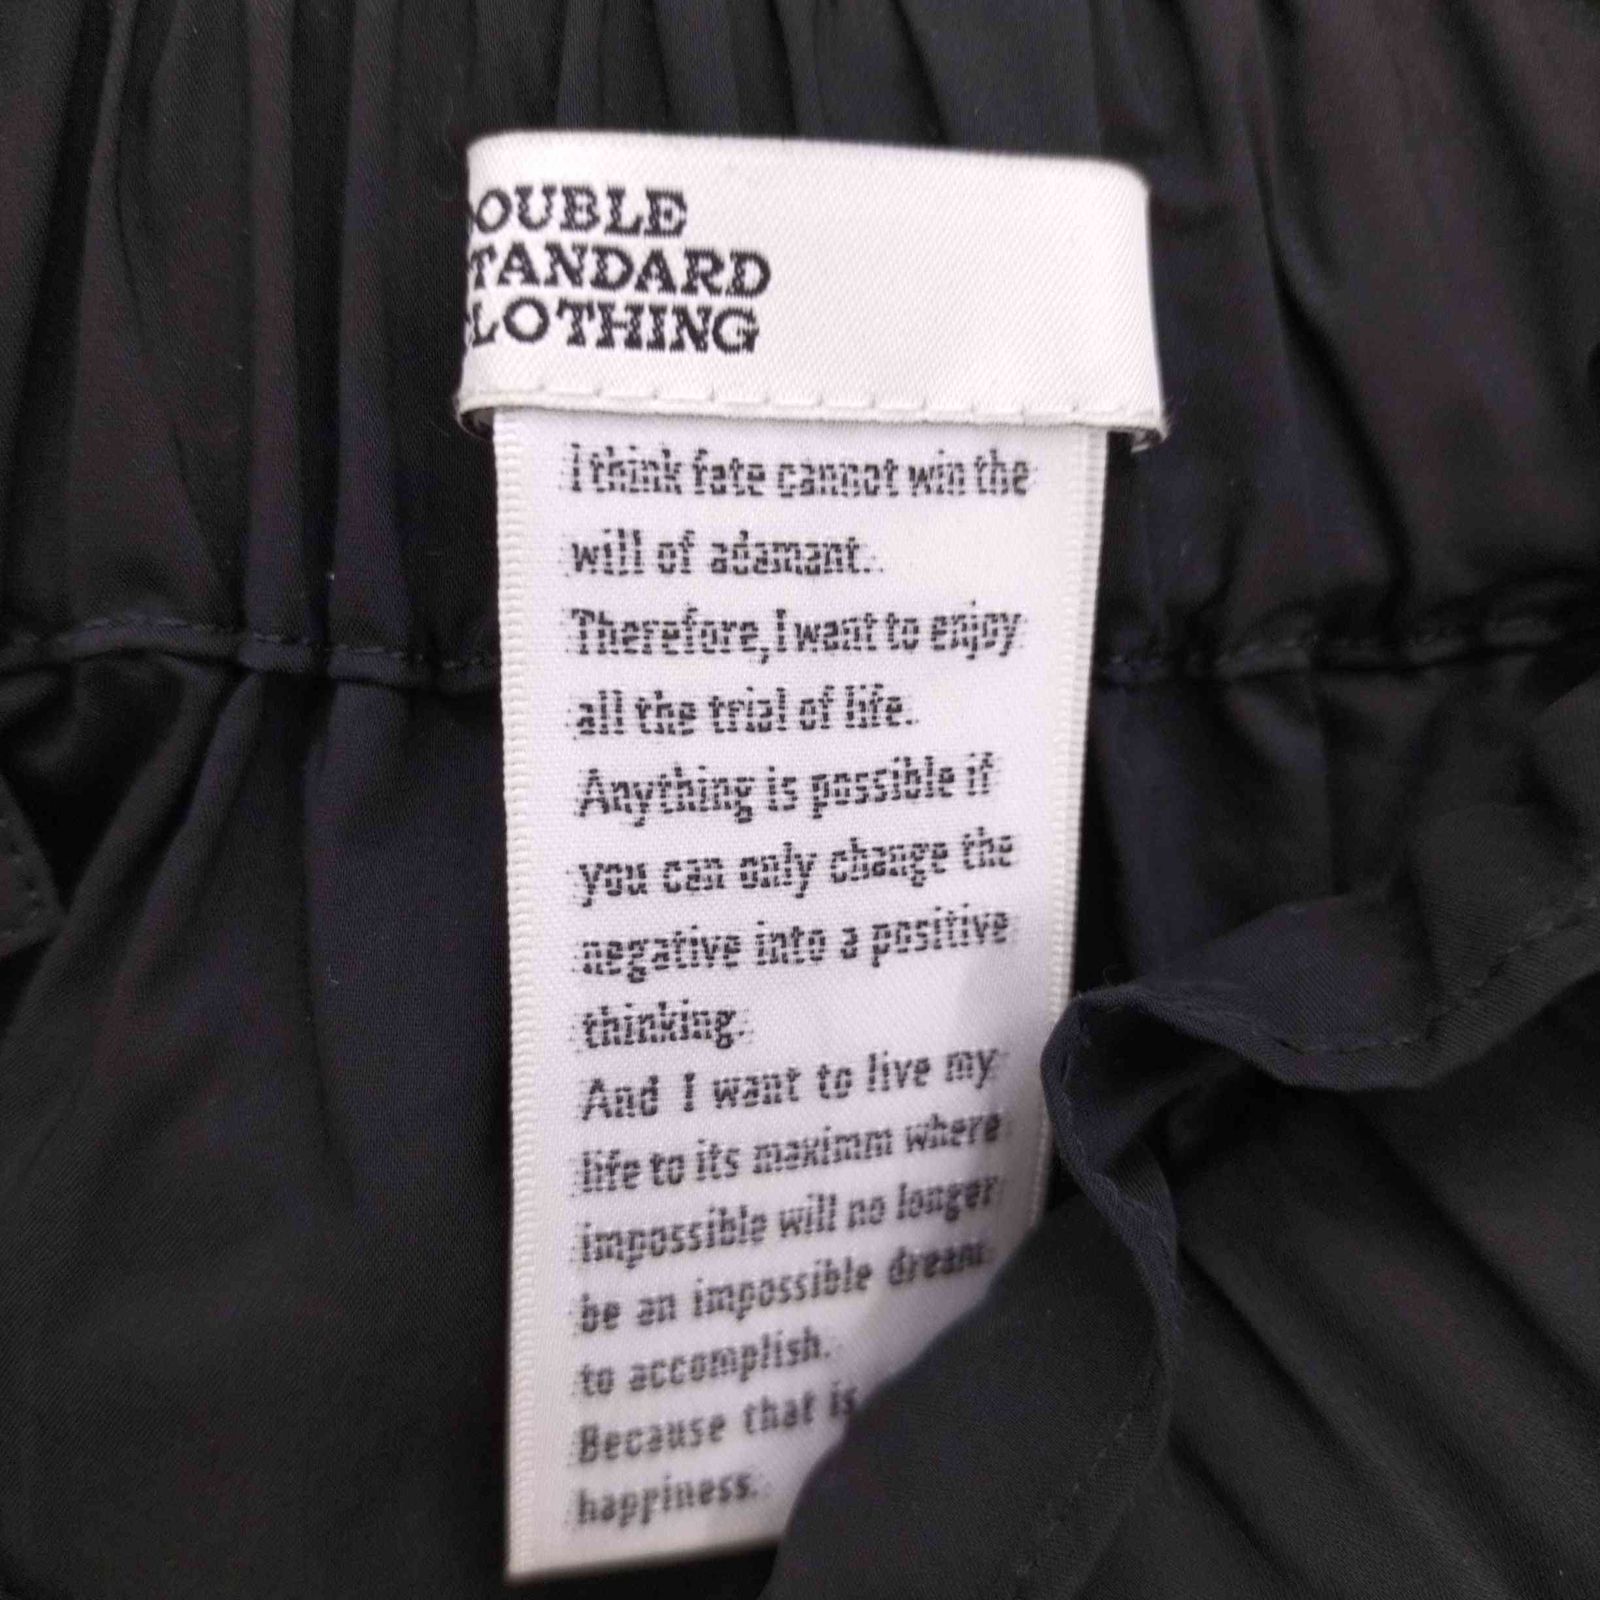 OUBLE
TANDARD
LOTHING
I think fate cannot win the
will of adamant.
Therefore, I want to enjoy
all the trial of life.
Anything is possible if
you can only change the
negative into a positive
thinking.
And I want to live my
life to its maximm where
impossible will no longer
be an impossible dream
to accomplish.
Because that is
happiness.